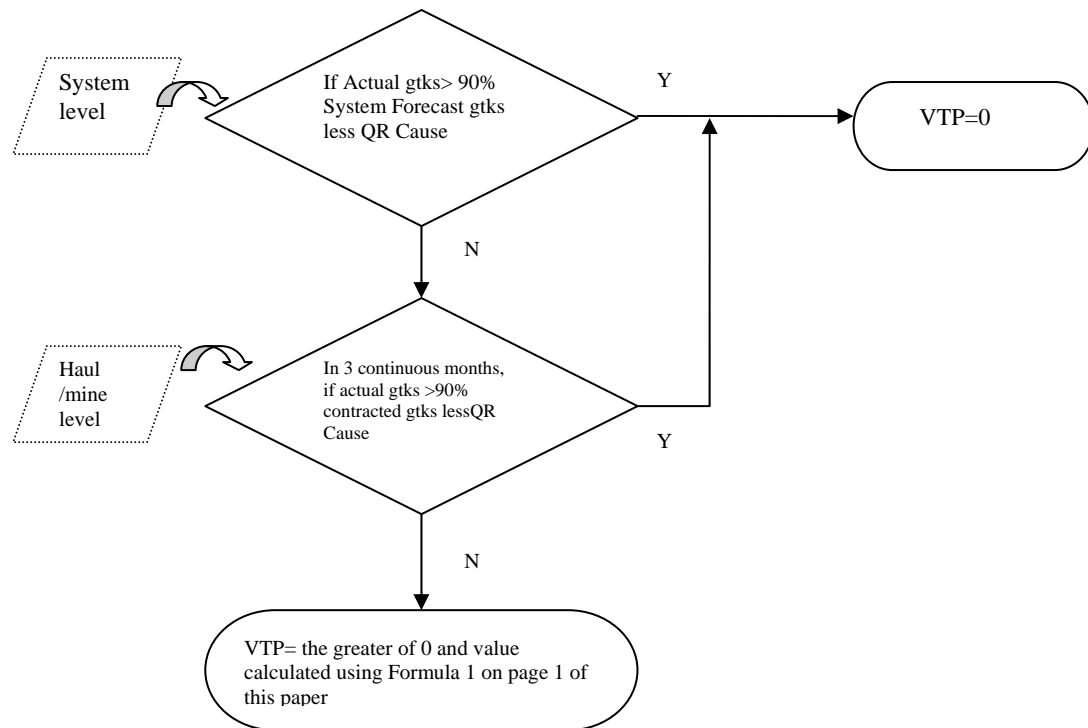 System
level
If Actual gtks> 90%
System Forecast gtks
less QR Cause
Y
VTP=0
N
Haul
/mine
level
In 3 continuous months,
if actual gtks >90%
contracted gtks lessQR
Cause
Y
N
VTP= the greater of 0 and value
calculated using Formula 1 on page 1 of
this paper